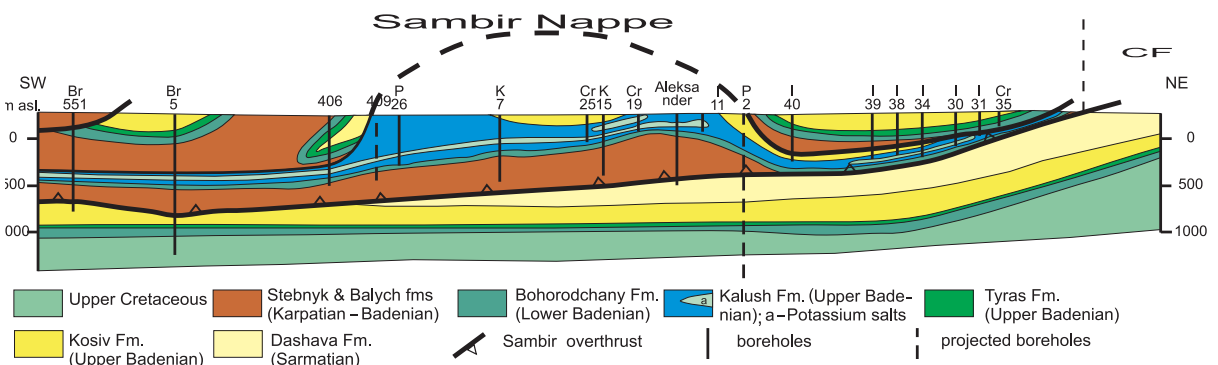 Sambir Nappe
CF
SW
NE
m asl.
Br
551
Br
5
406
409
P
26
K
7
Cr K
2515
Cr
19
Aleksa
nder
I
11
P
2
I
40
I
39
I
38
I
34
I
30
I
31
Cr
35
0
0
500
500
000
1000
Upper Cretaceous
Stebnyk & Balych fms
(Karpatian – Badenian)
Bohorodchany Fm.
(Lower Badenian)
Kalush Fm. (Upper Bade-
nian); a – Potassium salts
a
Tyras Fm.
(Upper Badenian)
Kosiv Fm.
(Upper Badenian)
Dashava Fm.
(Sarmatian)
Sambir overthrust
boreholes
projected boreholes